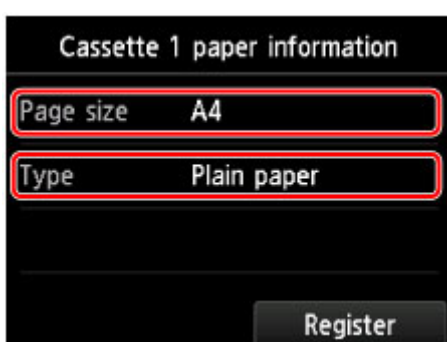 Cassette 1 paper information
Page size A4
Type Plain paper
Register